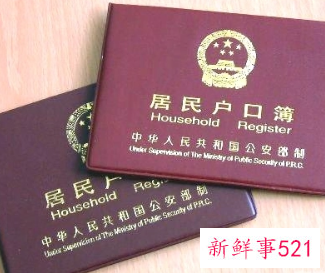 居民户口簿
Household Register
中华人民共和国公安部制
Under Supervision of The Ministry of Public Security of P.R.C.
居民户口簿
Household Register
中华人民共和国公安部制
Under Supervision of The Ministry of Public Security of P.R.C.
新鲜事521